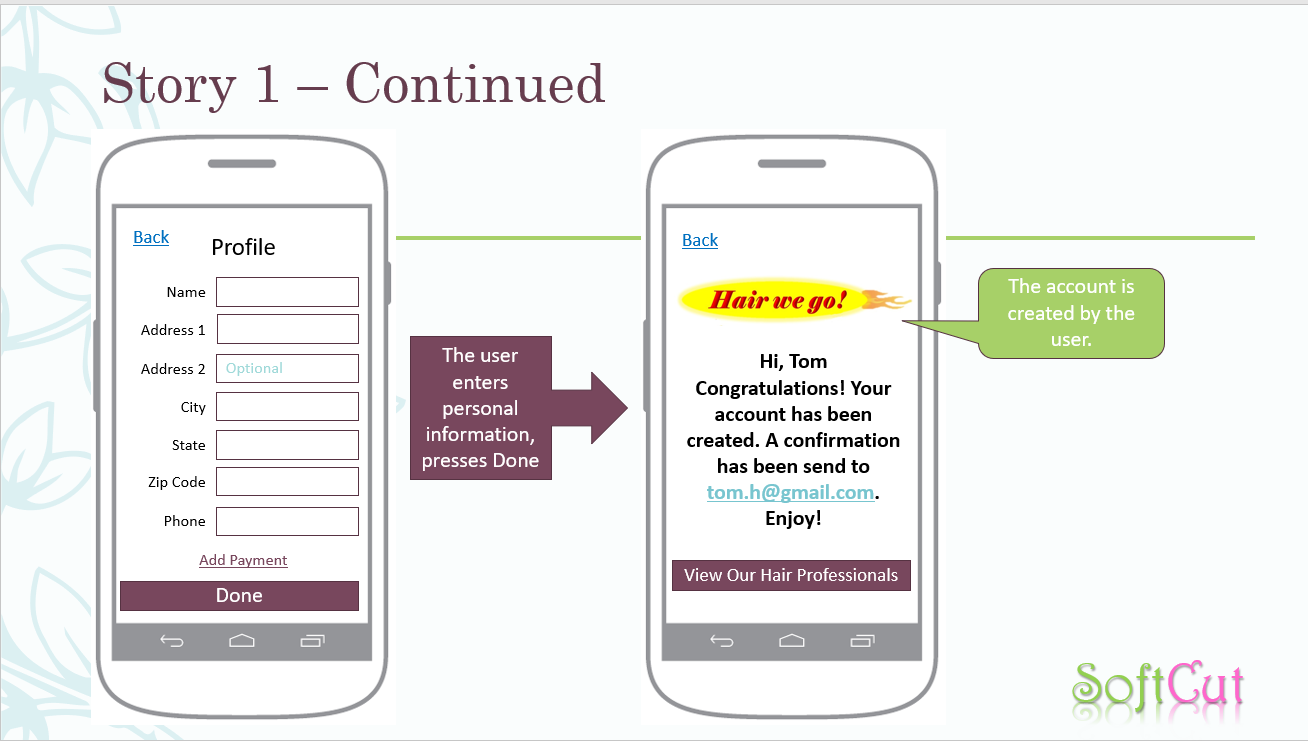 Story 1 – Continued
Back
Profile
Name
Address 1
Address 2
Optional
City
State
Zip Code
Phone
Add Payment
Done
The user
enters
personal
information,
presses Done
Back
Hair we go!
Hi, Tom
Congratulations! Your
account has been
created. A confirmation
has been send to
tom.h@gmail.com.
Enjoy!
View Our Hair Professionals
The account is
created by the
user.
SoftCut